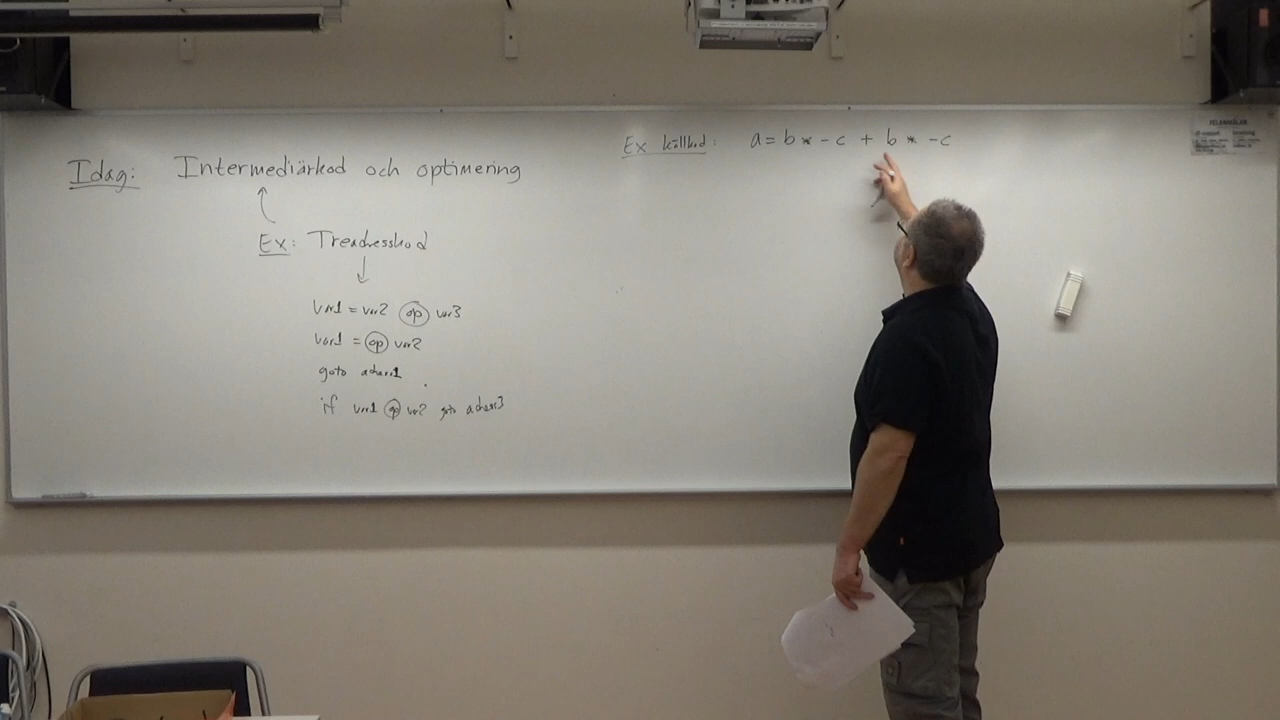 Idag: Intermediärkod och optimering
Ex: Treadresskod
var1 = var2 op var3
var1 = op var2
goto adress1
if var1 op var2 goto adress3
Ex källkod: a = b * - c + b * - c
FELANMÄLAN